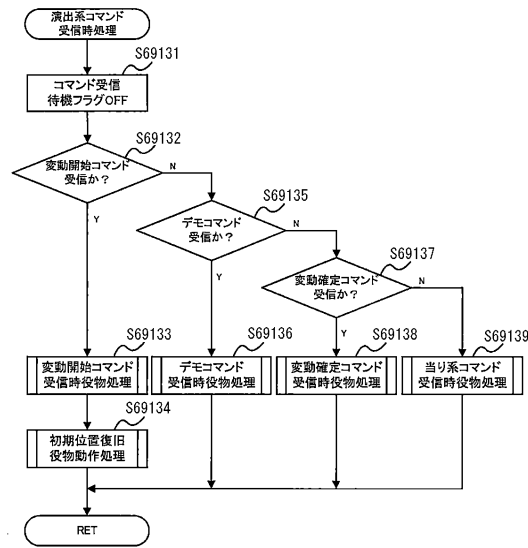 演出系コマンド
受信時処理
S69131
コマンド受信
待機フラグOFF
S69132
変動開始コマンド
受信か？
N
Y
S69135
デモコマンド
受信か？
N
Y
S69137
変動確定コマンド
受信か？
N
Y
S69133
変動開始コマンド
受信時役物処理
S69136
デモコマンド
受信時役物処理
S69138
変動確定コマンド
受信時役物処理
S69139
当り系コマンド
受信時役物処理
S69134
初期位置復旧
役物動作処理
RET